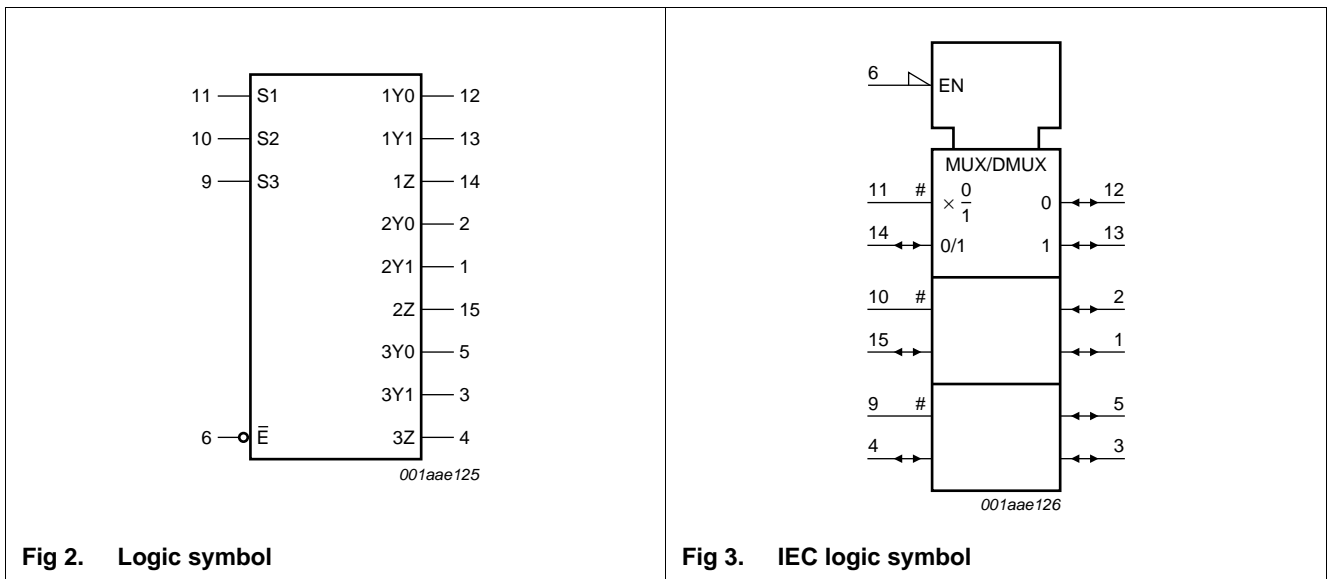 11 S1 1Y0 12
10 S2 1Y1 13
9 S3 1Z 14
2Y0 2
2Y1 1
2Z 15
3Y0 5
3Y1 3
6 E̅ 3Z 4
001aae125
Fig 2. Logic symbol
6 EN
MUX/DMUX
11 # × 0/1 0 12
14 0/1 1 13
10 # 2
15 1
9 # 5
4 3
001aae126
Fig 3. IEC logic symbol